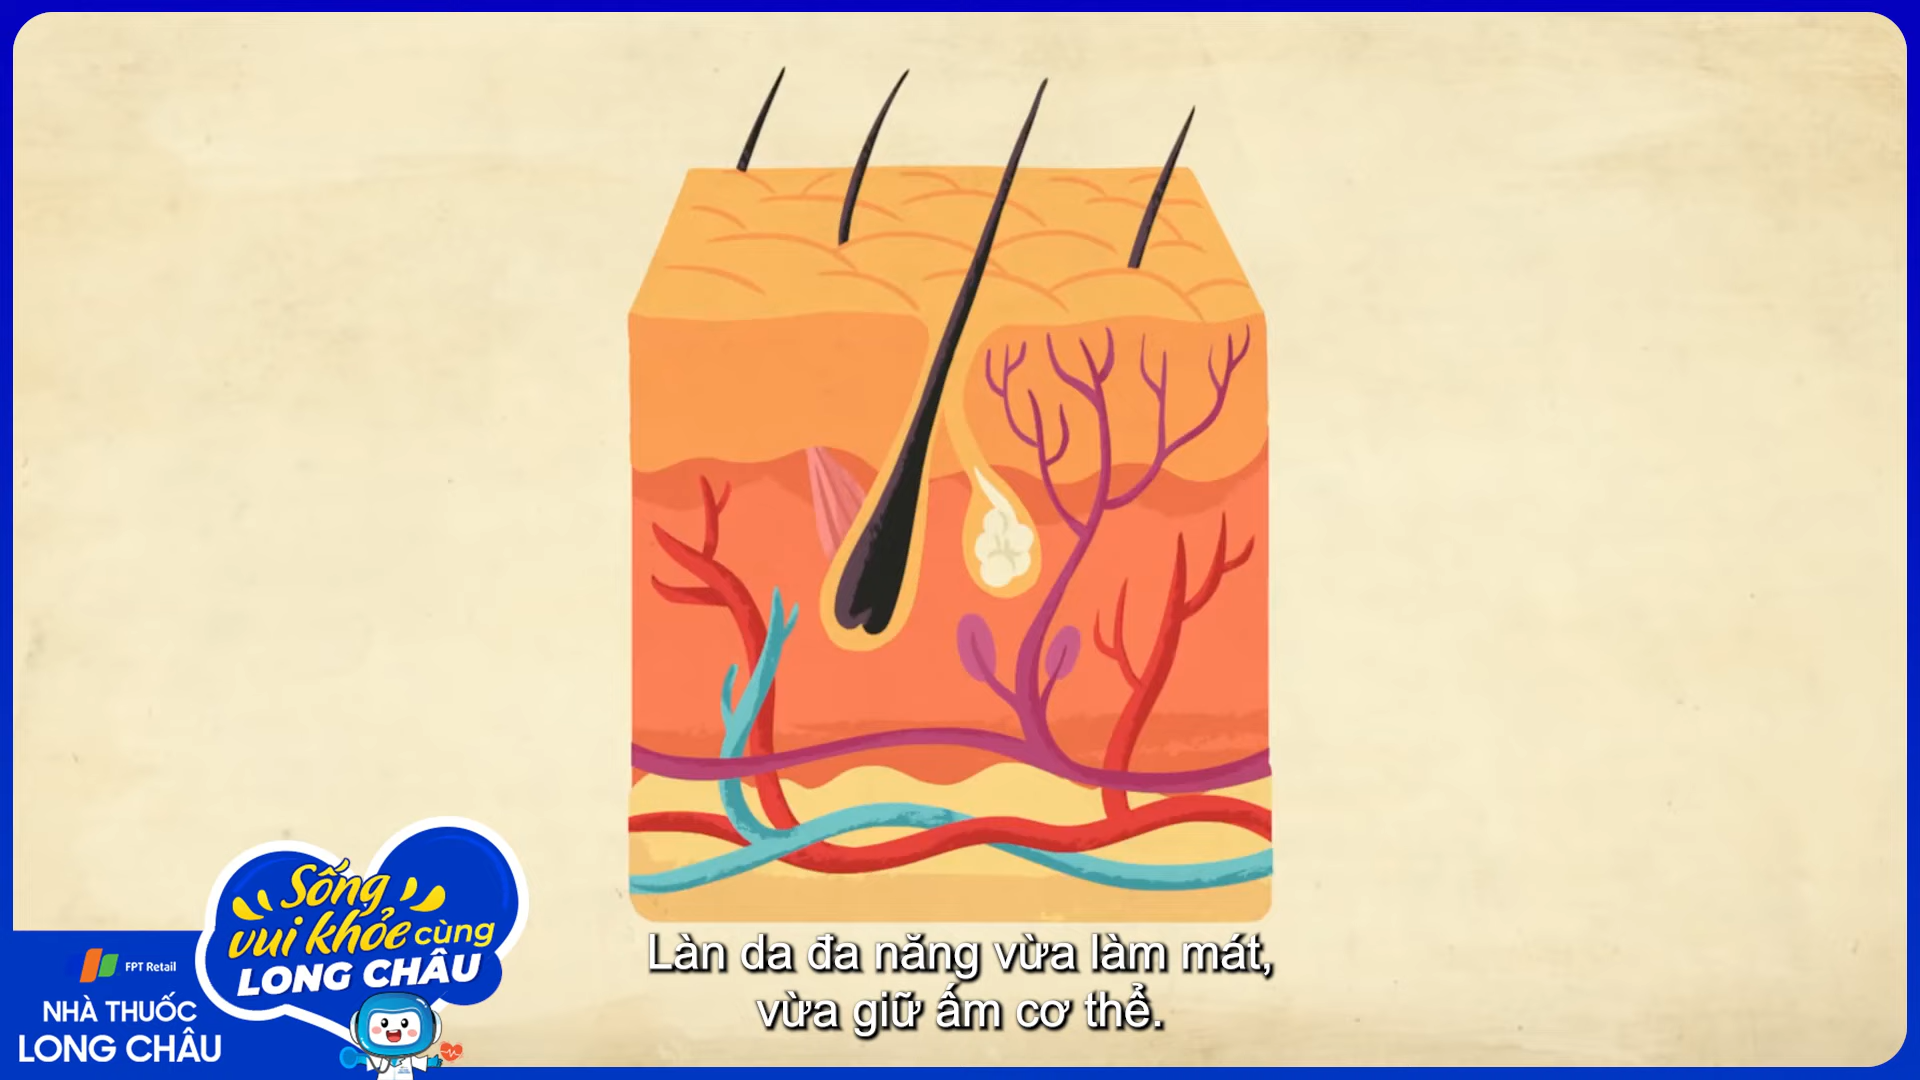 Sống
vui khỏe cùng
LONG CHÂU
FPT Retail
NHÀ THUỐC
LONG CHÂU
Làn da đa năng vừa làm mát,
vừa giữ ấm cơ thể.